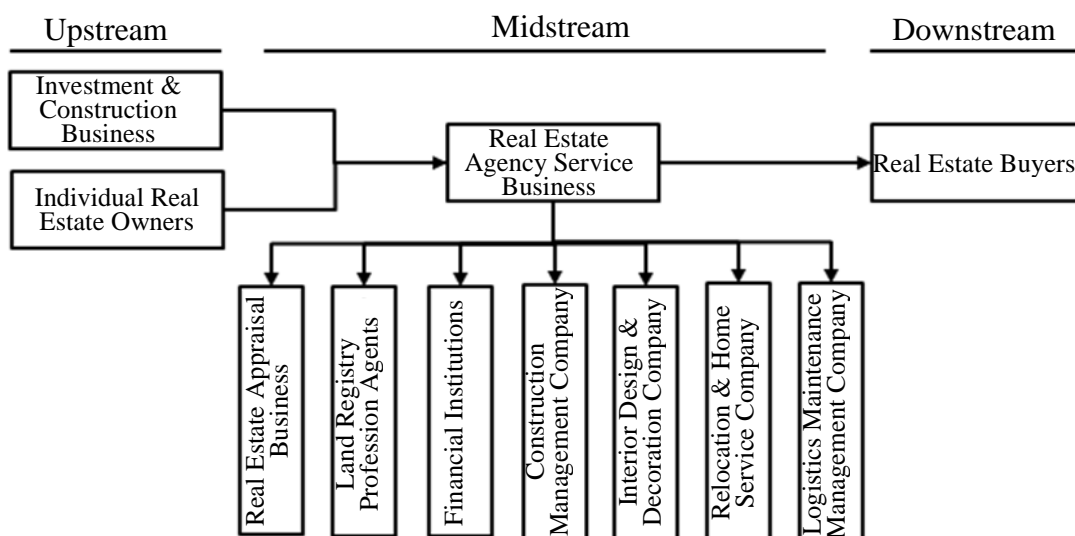 Upstream
Midstream
Downstream
Investment &
Construction
Business
Individual Real
Estate Owners
Real Estate
Agency Service
Business
Real Estate Buyers
Real Estate Appraisal
Business
Land Registry
Profession Agents
Financial Institutions
Construction
Management Company
Interior Design &
Decoration Company
Relocation & Home
Service Company
Logistics Maintenance
Management Company